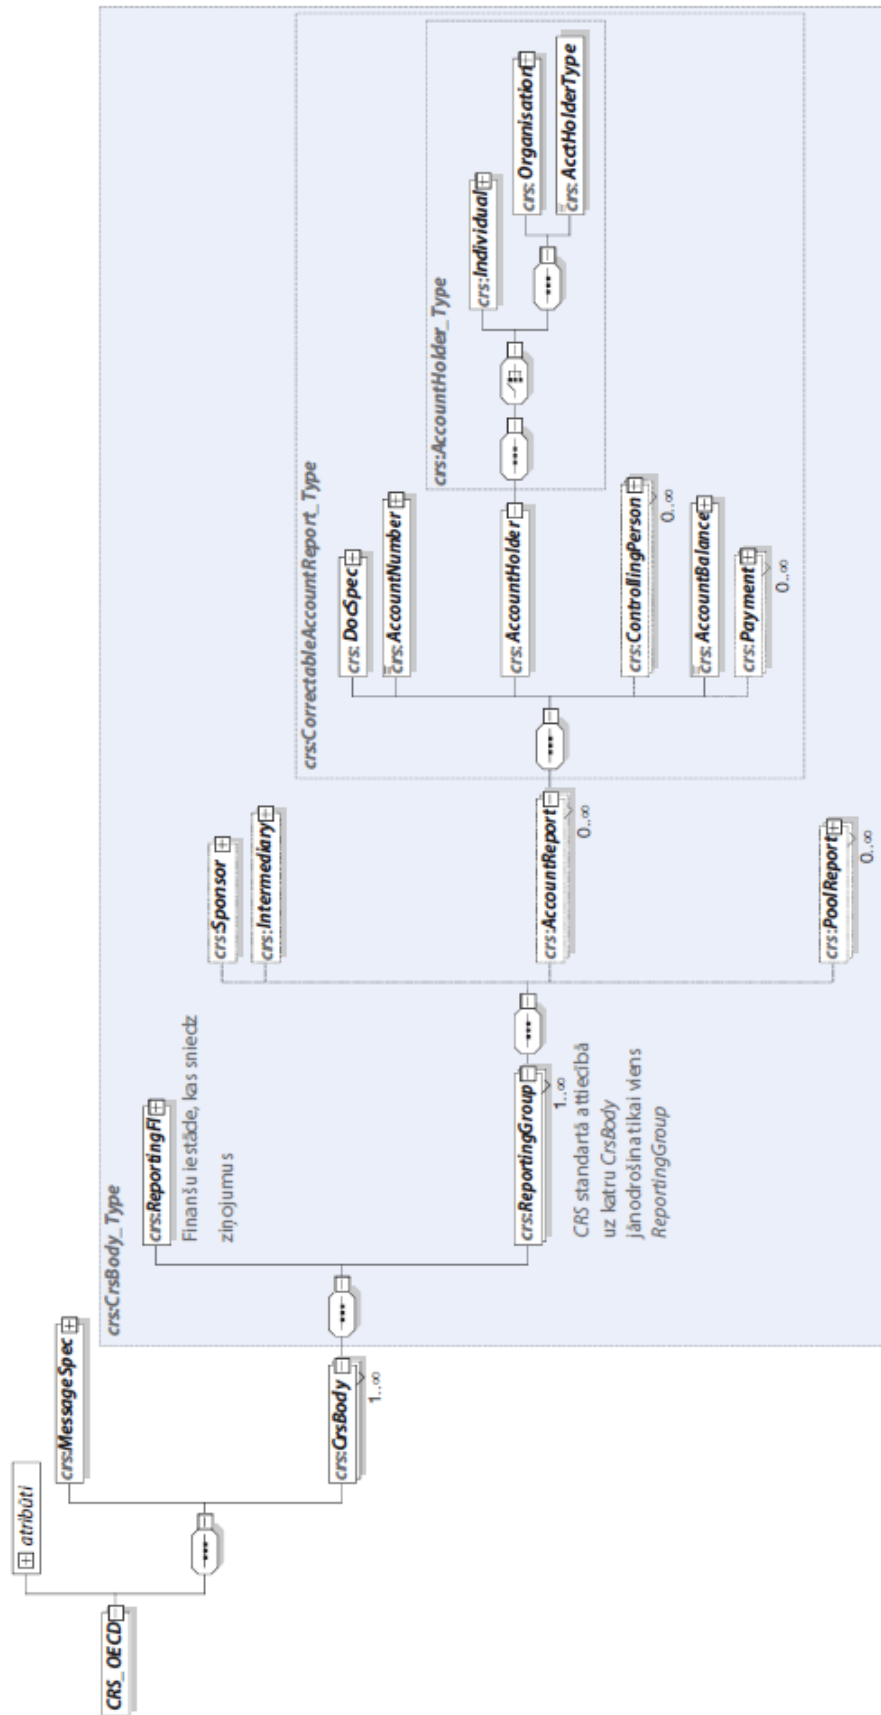 CRS_OECD
atribūti
crs:MessageSpec
crs:CrsBody
1..∞
crs:CrsBody_Type
crs:ReportingFI
Finanšu iestāde, kas sniedz
ziņojumus
crs:ReportingGroup
1..∞
CRS standartā attiecībā
uz katru CrsBody
jānodrošina tikai viens
ReportingGroup
crs:Sponsor
crs:Intermediary
crs:AccountReport
0..∞
crs:PoolReport
0..∞
crs:CorrectableAccountReport_Type
crs:DocSpec
crs:AccountNumber
crs:AccountHolder
crs:ControllingPerson
0..∞
crs:AccountBalance
crs:Payment
0..∞
crs:AccountHolder_Type
crs:Individual
crs:Organisation
crs:AcctHolderType